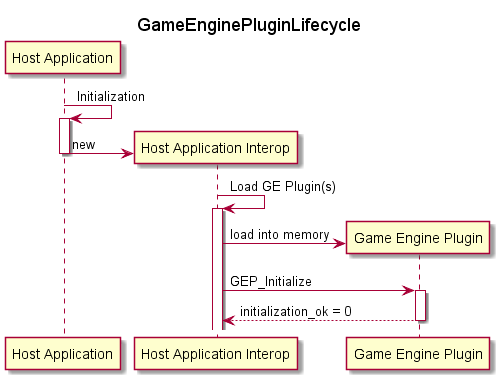 GameEnginePluginLifecycle
Host Application
Initialization
new
Host Application Interop
Load GE Plugin(s)
load into memory
Game Engine Plugin
GEP_Initialize
initialization_ok = 0
Host Application
Host Application Interop
Game Engine Plugin